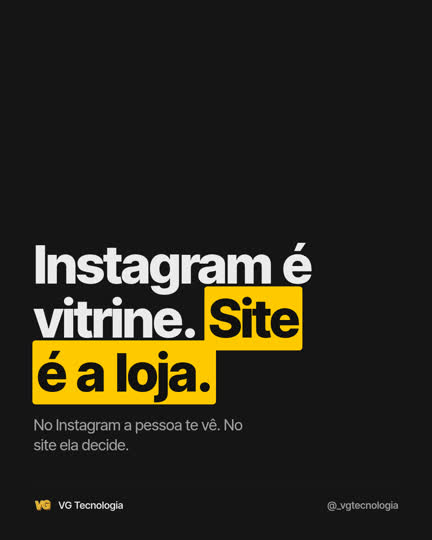 Instagram é
vitrine. Site
é a loja.
No Instagram a pessoa te vê. No
site ela decide.
VG VG Tecnologia
@_vgtecnologia